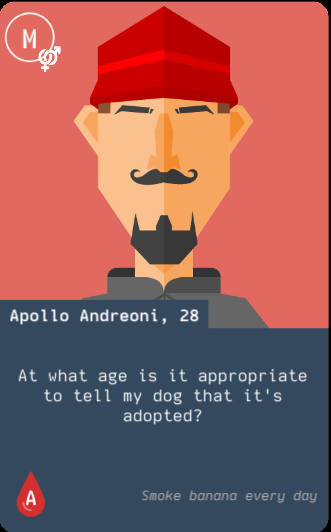 M
Apollo Andreoni, 28
At what age is it appropriate
to tell my dog that it's
adopted?
A
Smoke banana every day